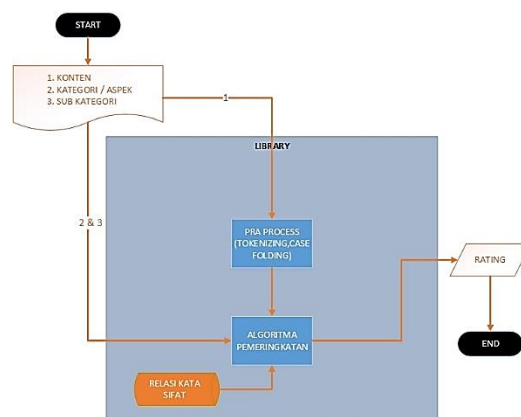 START
1. KONTEN
2. KATEGORI / ASPEK
3. SUB KATEGORI
1
LIBRARY
2 & 3
PRA PROCESS
(TOKENIZING,CASE
FOLDING)
RATING
ALGORITMA
PEMERINGKATAN
END
RELASI KATA
SIFAT